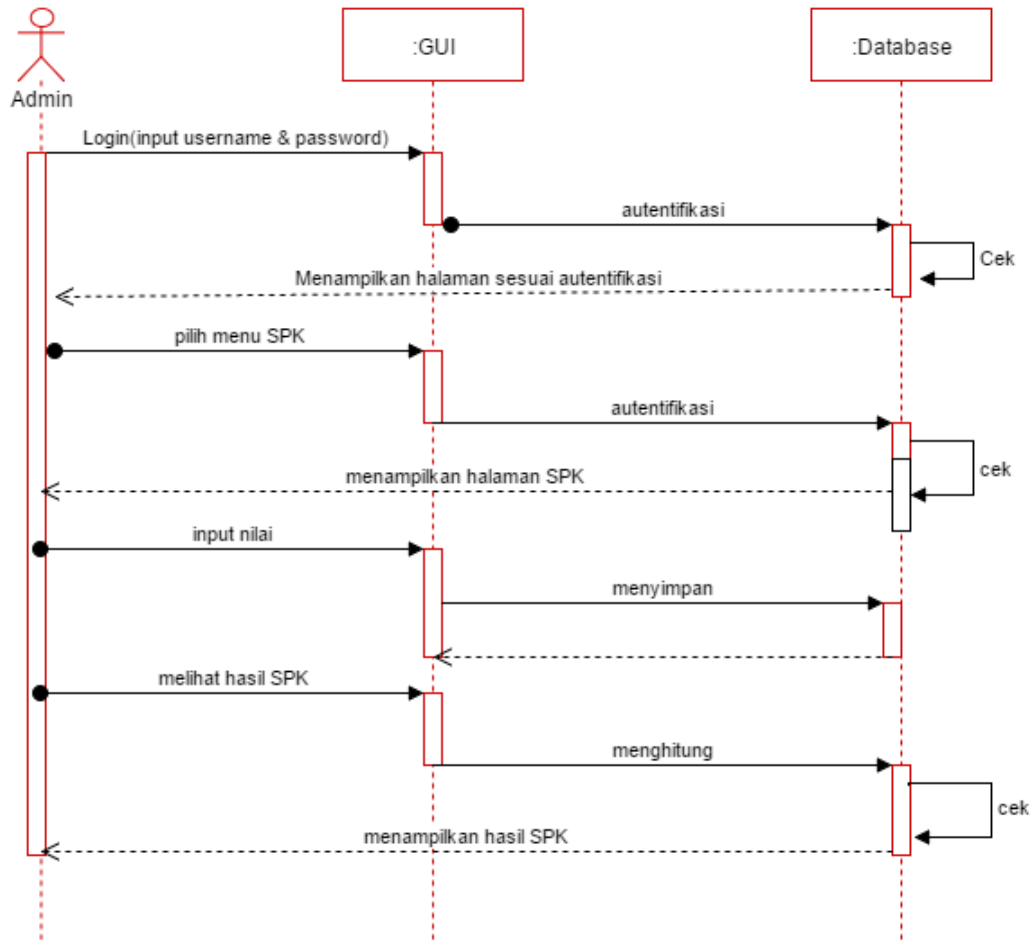 :GUI
:Database
Admin
Login(input username & password)
autentifikasi
Cek
Menampilkan halaman sesuai autentifikasi
pilih menu SPK
autentifikasi
cek
menampilkan halaman SPK
input nilai
menyimpan
melihat hasil SPK
menghitung
cek
menampilkan hasil SPK